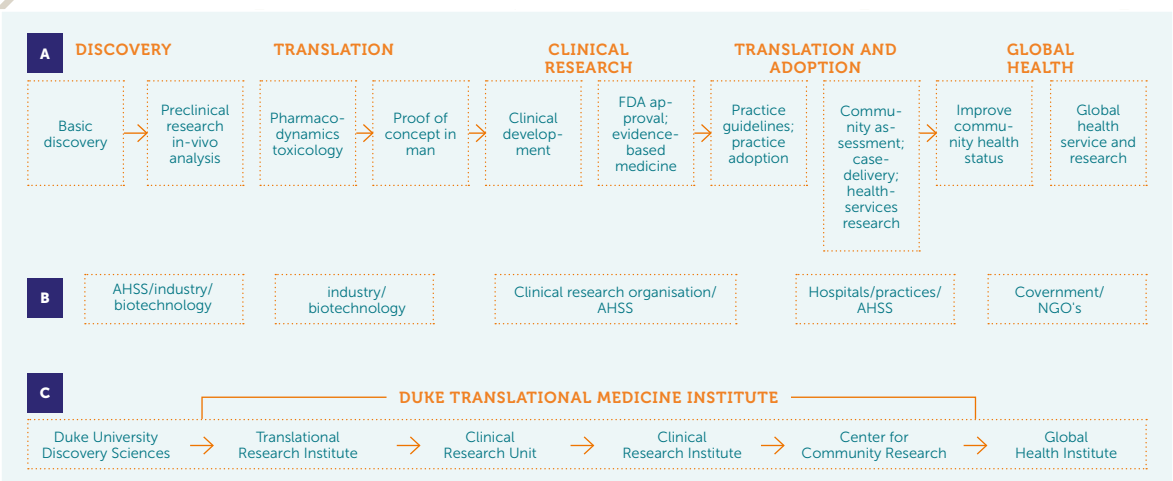 A
DISCOVERY
TRANSLATION
CLINICAL
RESEARCH
TRANSLATION AND
ADOPTION
GLOBAL
HEALTH
Basic
discovery
Preclinical
research
in-vivo
analysis
Pharmaco-
dynamics
toxicology
Proof of
concept in
man
Clinical
develop-
ment
FDA ap-
proval;
evidence-
based
medicine
Practice
guidelines;
practice
adoption
Commu-
nity as-
sessment;
case-
delivery;
health-
services
research
Improve
commu-
nity health
status
Global
health
service and
research
B
AHSS/industry/
biotechnology
industry/
biotechnology
Clinical research organisation/
AHSS
Hospitals/practices/
AHSS
Covernment/
NGO's
C
DUKE TRANSLATIONAL MEDICINE INSTITUTE
Duke University
Discovery Sciences
Translational
Research Institute
Clinical
Research Unit
Clinical
Research Institute
Center for
Community Research
Global
Health Institute